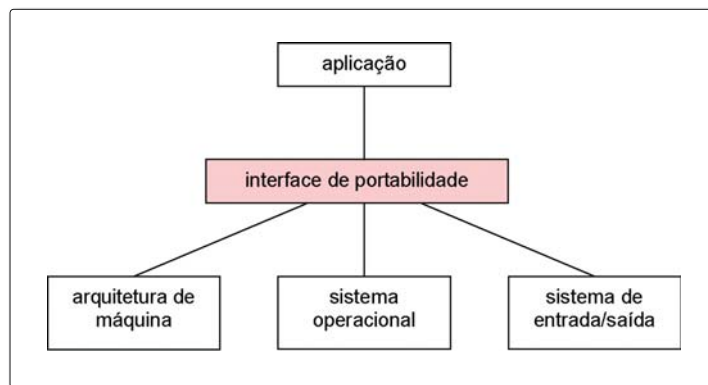 aplicação
interface de portabilidade
arquitetura de
máquina
sistema
operacional
sistema de
entrada/saída